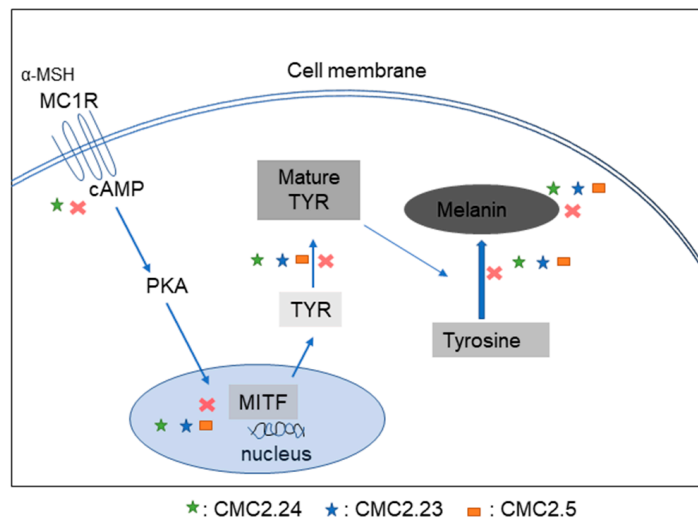 Cell membrane
α-MSH
MC1R
cAMP
Mature
TYR
Melanin
PKA
TYR
Tyrosine
MITF
nucleus
: CMC2.24 : CMC2.23 : CMC2.5